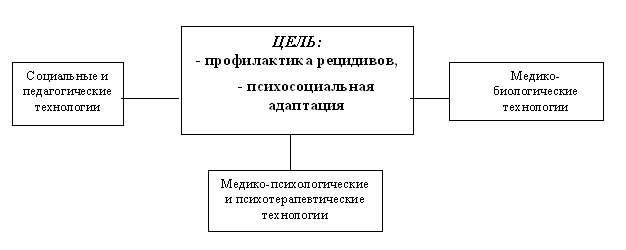 ЦЕЛЬ:
- профилактика рецидивов,
- психосоциальная
адаптация
Социальные и
педагогические
технологии
Медико-
биологические
технологии
Медико-психологические
и психотерапевтические
технологии